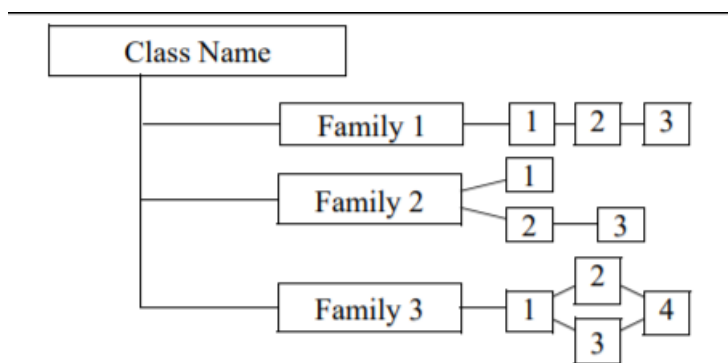 Class Name
Family 1 1 2 3
Family 2 1
2 3
Family 3 1 2 3 4